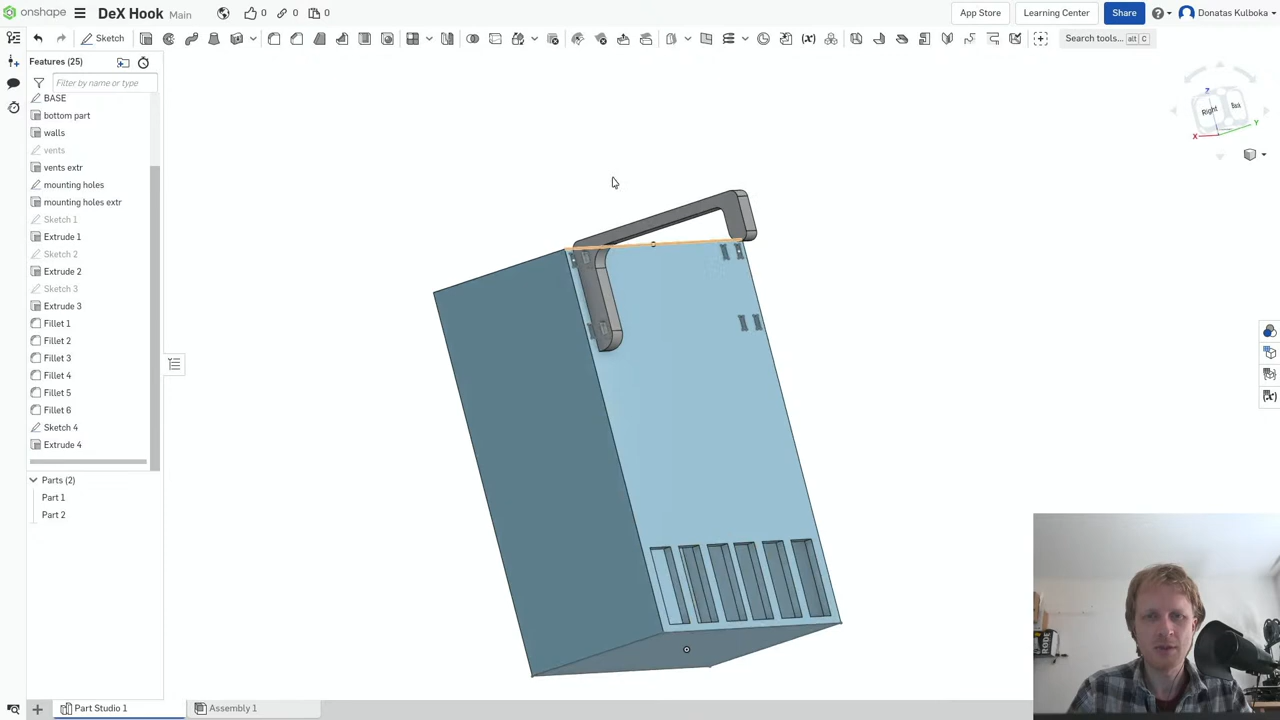 onshape DeX Hook Main 0 0 0 App Store Learning Center Share Donatas Kulboka
Sketch Search tools... alt C
Features (25)
Filter by name or type
BASE
bottom part
walls
vents
vents extr
mounting holes
mounting holes extr
Sketch 1
Extrude 1
Sketch 2
Extrude 2
Sketch 3
Extrude 3
Fillet 1
Fillet 2
Fillet 3
Fillet 4
Fillet 5
Fillet 6
Sketch 4
Extrude 4
Parts (2)
Part 1
Part 2
Z
Right Back
X Y
RODE
Part Studio 1 Assembly 1